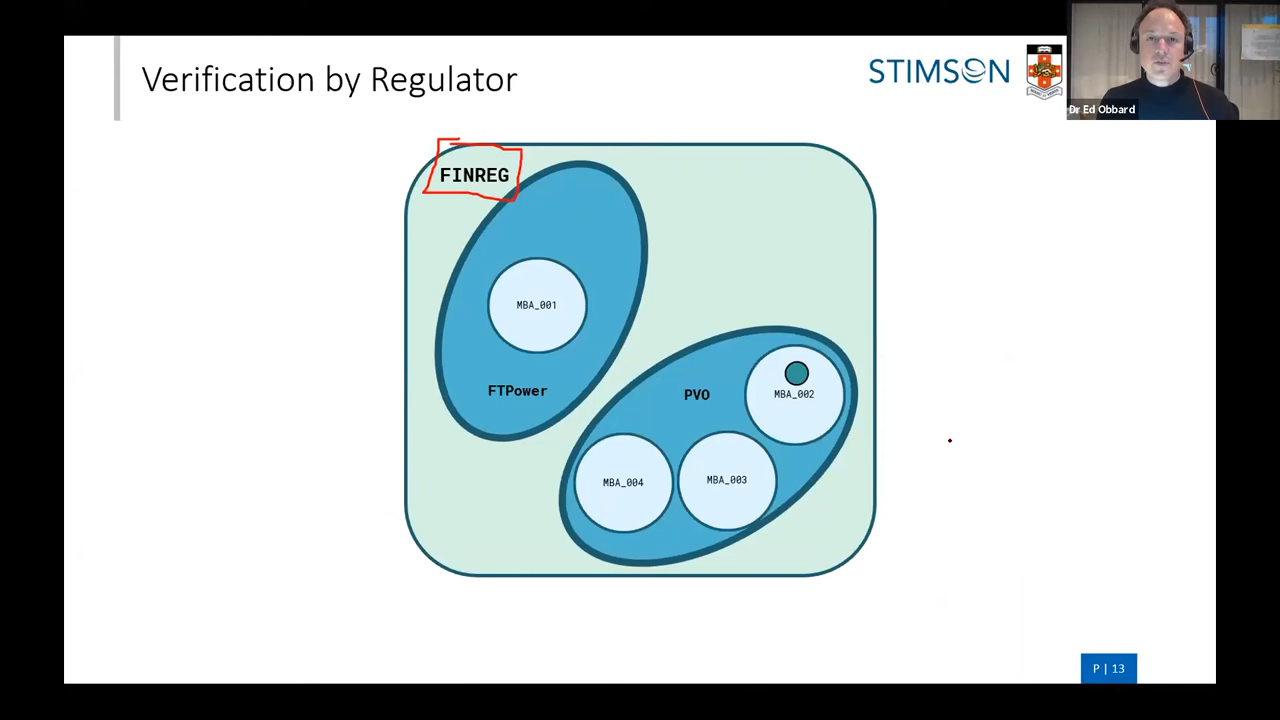 Verification by Regulator
STIMSON
Dr Ed Obbard
FINREG
MBA_001
FTPower
PVO
MBA_002
MBA_004
MBA_003
P | 13